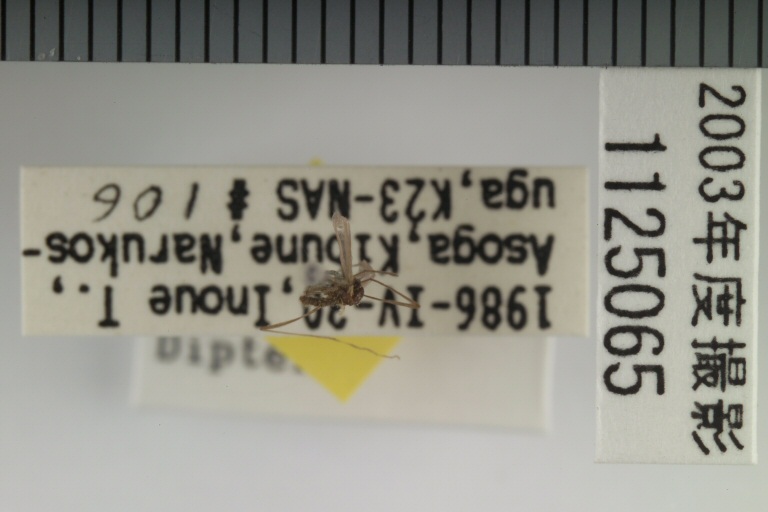 1986-IV-30, Inoue T.,
Asoga, Kibune, Narukos-
uga, K23-NAS # 106
2003年度撮影
1125065